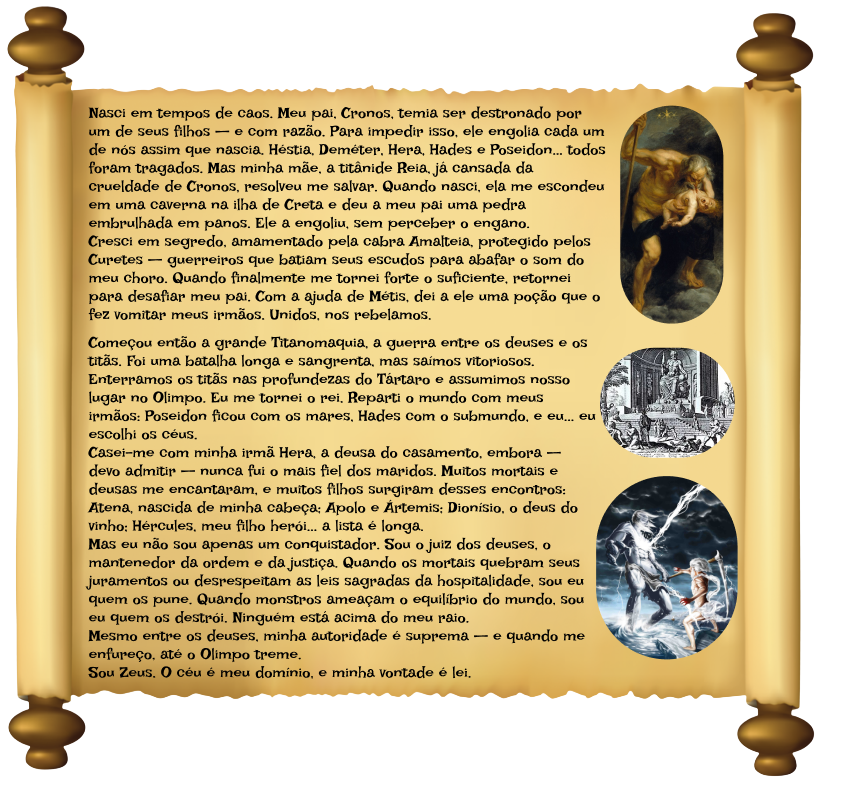 Nasci em tempos de caos. Meu pai, Cronos, temia ser destronado por
um de seus filhos — e com razão. Para impedir isso, ele engolia cada um
de nós assim que nascia. Héstia, Deméter, Hera, Hades e Poseidon... todos
foram tragados. Mas minha mãe, a titânide Reia, já cansada da
crueldade de Cronos, resolveu me salvar. Quando nasci, ela me escondeu
em uma caverna na ilha de Creta e deu a meu pai uma pedra
embrulhada em panos. Ele a engoliu, sem perceber o engano.
Cresci em segredo, amamentado pela cabra Amalteia, protegido pelos
Curetes — guerreiros que batiam seus escudos para abafar o som do
meu choro. Quando finalmente me tornei forte o suficiente, retornei
para desafiar meu pai. Com a ajuda de Métis, dei a ele uma poção que o
fez vomitar meus irmãos. Unidos, nos rebelamos.
Começou então a grande Titanomaquia, a guerra entre os deuses e os
titãs. Foi uma batalha longa e sangrenta, mas saímos vitoriosos.
Enterramos os titãs nas profundezas do Tártaro e assumimos nosso
lugar no Olimpo. Eu me tornei o rei. Reparti o mundo com meus
irmãos: Poseidon ficou com os mares, Hades com o submundo, e eu... eu
escolhi os céus.
Casei-me com minha irmã Hera, a deusa do casamento, embora —
devo admitir — nunca fui o mais fiel dos maridos. Muitos mortais e
deusas me encantaram, e muitos filhos surgiram desses encontros:
Atena, nascida de minha cabeça; Apolo e Ártemis; Dionísio, o deus do
vinho; Hércules, meu filho herói... a lista é longa.
Mas eu não sou apenas um conquistador. Sou o juiz dos deuses, o
mantenedor da ordem e da justiça. Quando os mortais quebram seus
juramentos ou desrespeitam as leis sagradas da hospitalidade, sou eu
quem os pune. Quando monstros ameaçam o equilíbrio do mundo, sou
eu quem os destrói. Ninguém está acima do meu raio.
Mesmo entre os deuses, minha autoridade é suprema — e quando me
enfureço, até o Olimpo treme.
Sou Zeus. O céu é meu domínio, e minha vontade é lei.